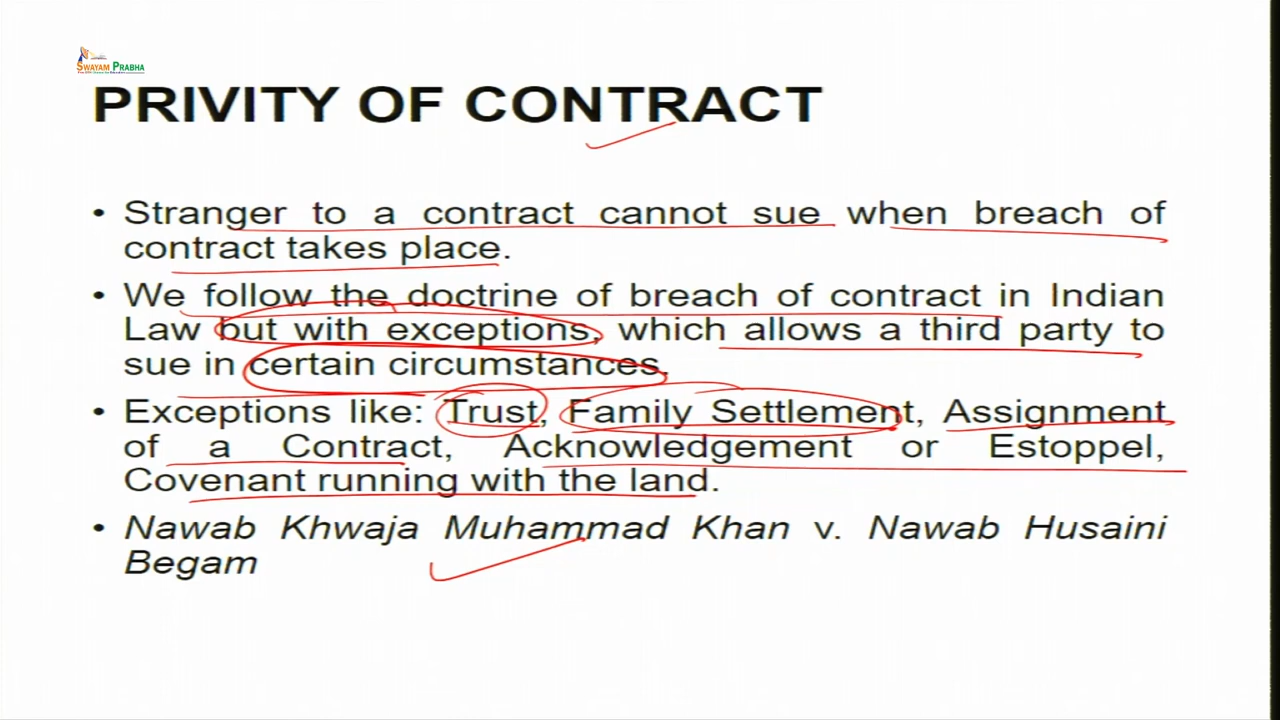 SWAYAM PRABHA
PRIVITY OF CONTRACT
• Stranger to a contract cannot sue when breach of
contract takes place.
• We follow the doctrine of breach of contract in Indian
Law but with exceptions, which allows a third party to
sue in certain circumstances.
• Exceptions like: Trust, Family Settlement, Assignment
of a Contract, Acknowledgement or Estoppel,
Covenant running with the land.
• Nawab Khwaja Muhammad Khan v. Nawab Husaini
Begam